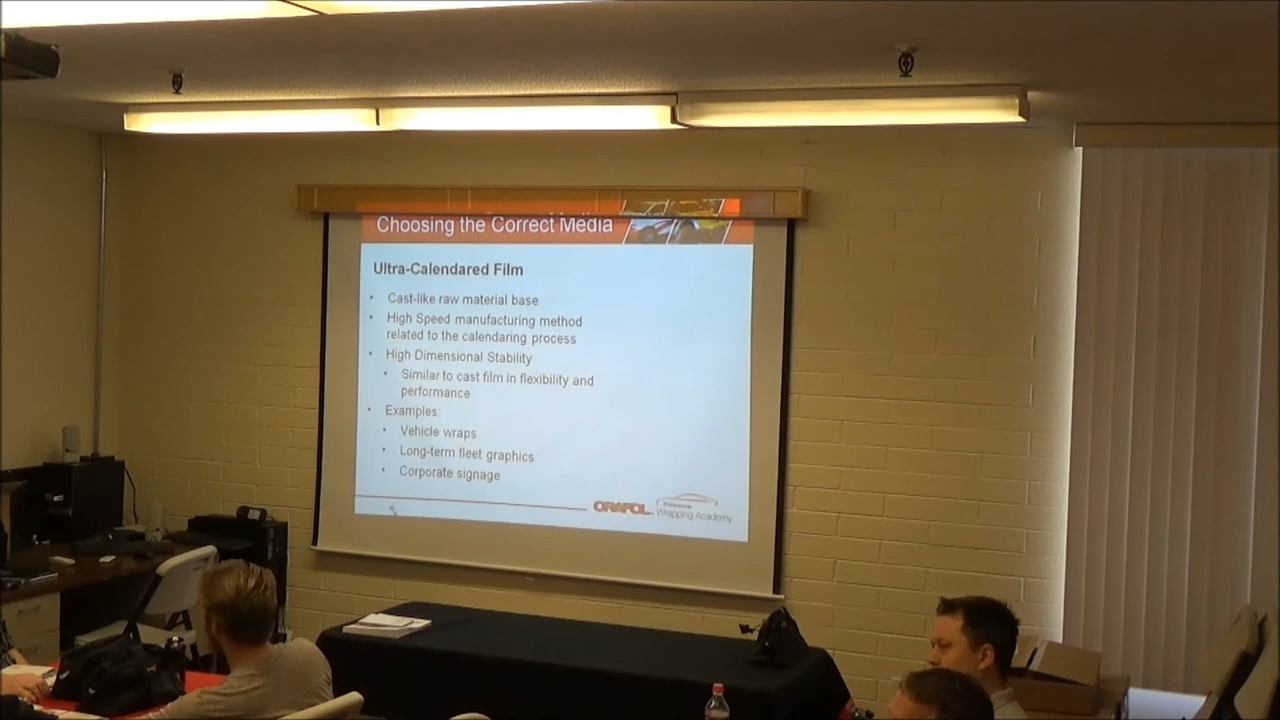 Choosing the Correct Media
Ultra-Calendared Film
• Cast-like raw material base
• High Speed manufacturing method
related to the calendaring process
• High Dimensional Stability
• Similar to cast film in flexibility and
performance
• Examples:
• Vehicle wraps
• Long-term fleet graphics
• Corporate signage
ORAFOL
Professional
Wrapping Academy